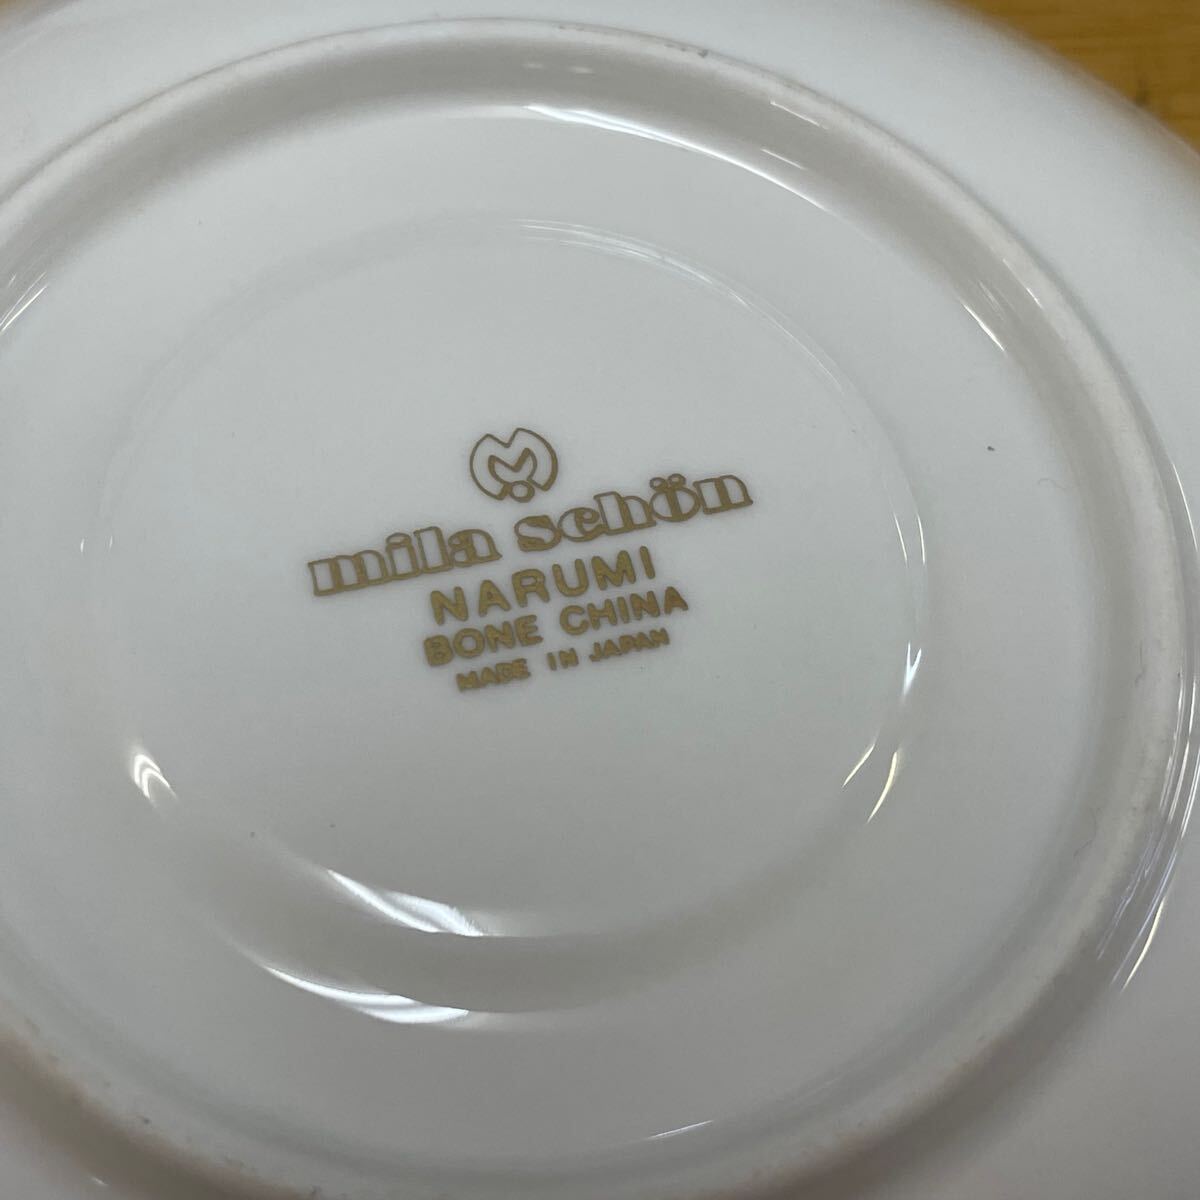 mila schön
NARUMI
BONE CHINA
MADE IN JAPAN